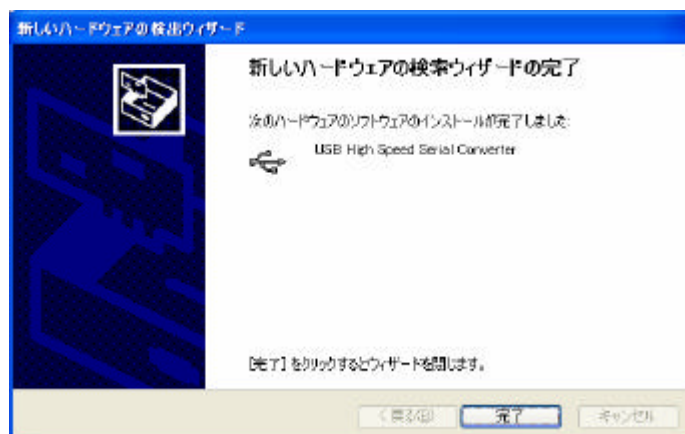 新しいハードウェアの検出ウィザード
新しいハードウェアの検索ウィザードの完了
次のハードウェアのソフトウェアのインストールが完了しました:
USB High Speed Serial Converter
[完了] をクリックするとウィザードを閉じます。
< 戻る(B)
完了
キャンセル